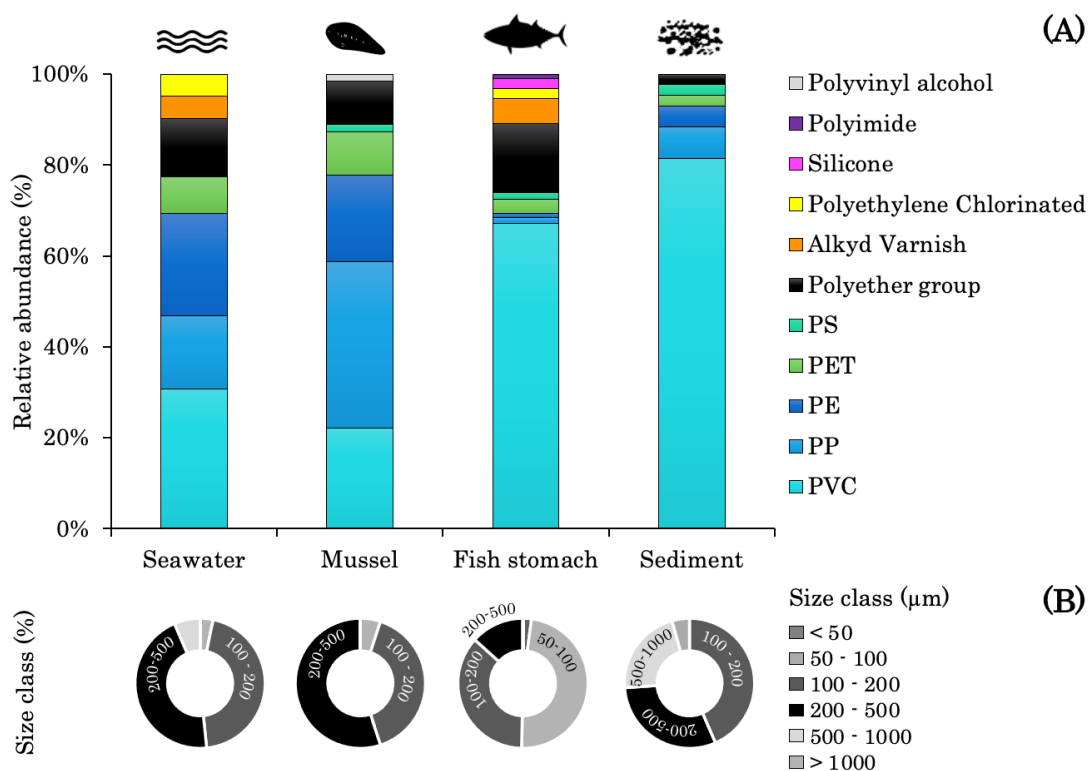 (A)
100%
80%
60%
40%
20%
0%
Relative abundance (%)
Seawater
Mussel
Fish stomach
Sediment
Polyvinyl alcohol
Polyimide
Silicone
Polyethylene Chlorinated
Alkyd Varnish
Polyether group
PS
PET
PE
PP
PVC
(B)
Size class (%)
200-500
100 - 200
200-500
100 - 200
200-500
50-100
100-200
500-1000
100 - 200
200-500
Size class (µm)
< 50
50 - 100
100 - 200
200 - 500
500 - 1000
> 1000